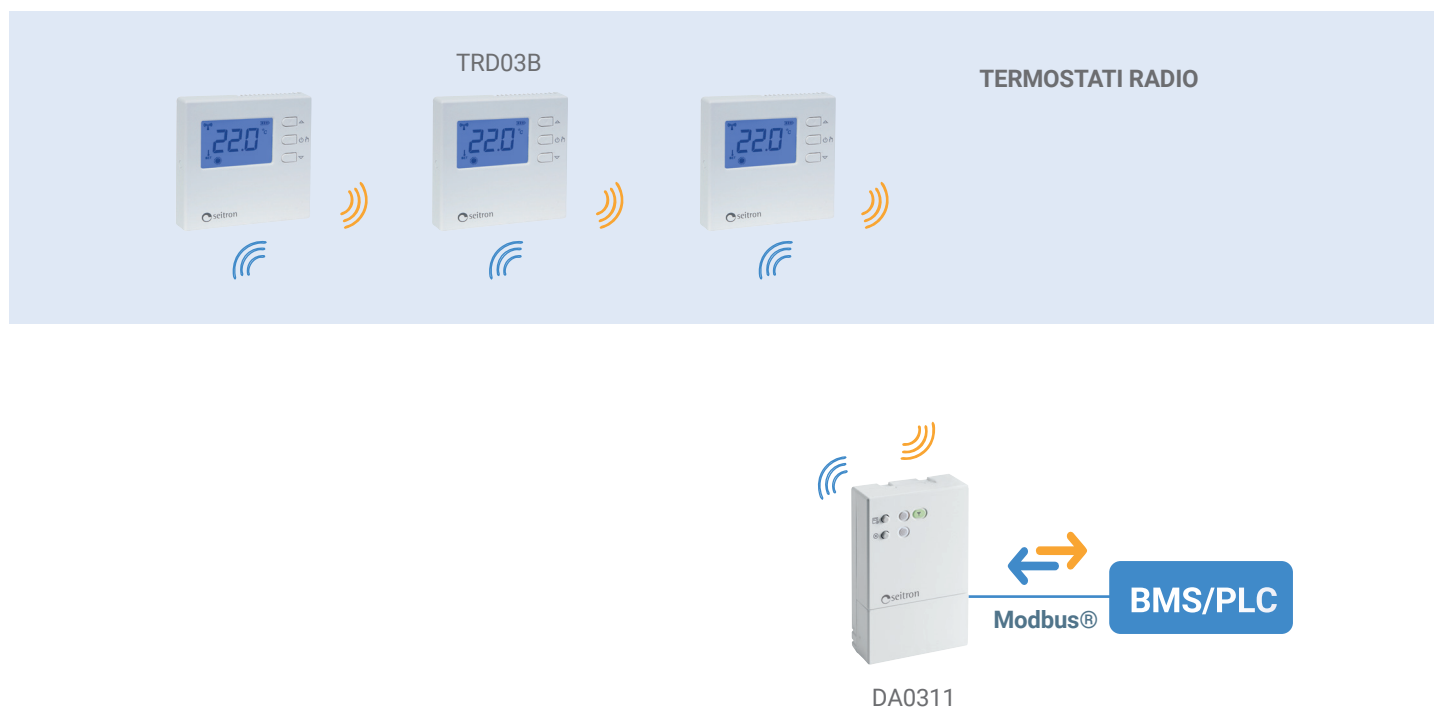 TRD03B
TERMOSTATI RADIO
22.0 °C
22.0 °C
22.0 °C
seitron
seitron
seitron
seitron
Modbus®
BMS/PLC
DA0311